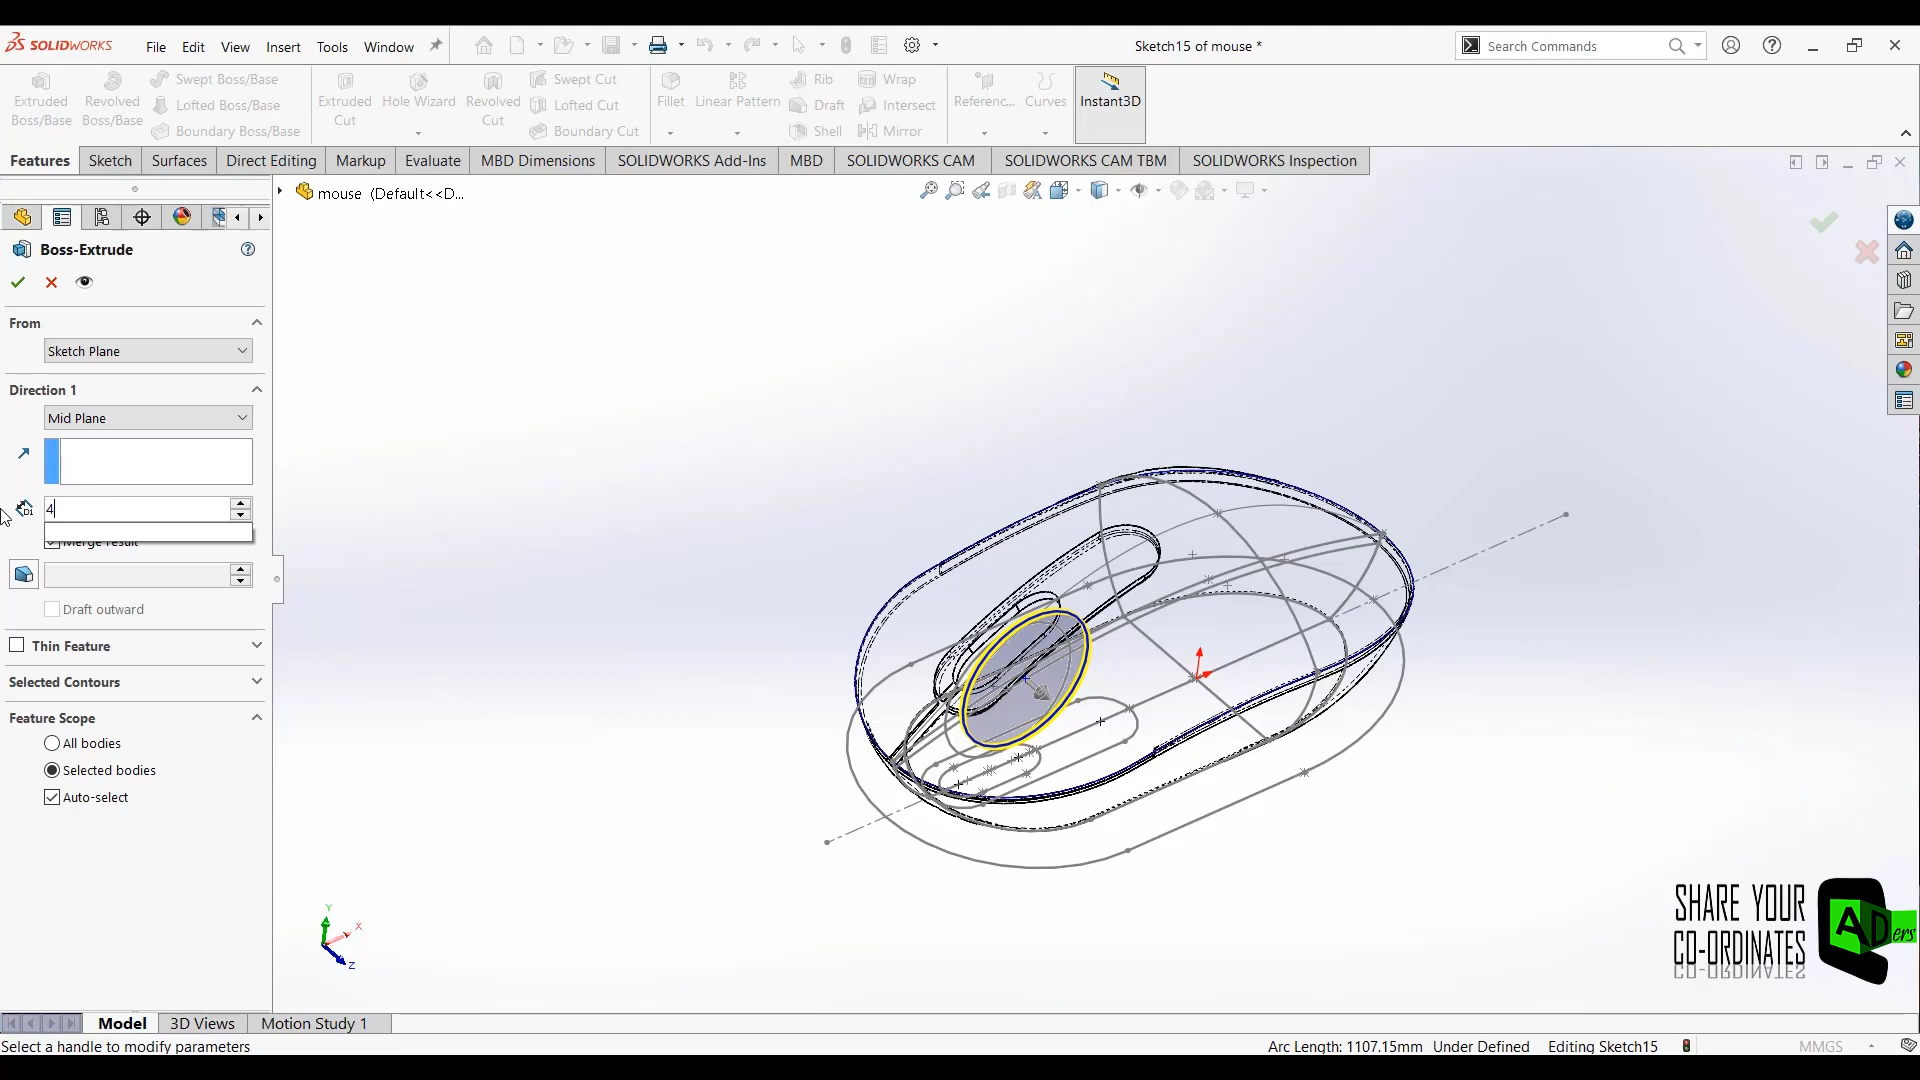 SOLIDWORKS
File Edit View Insert Tools Window
Sketch15 of mouse *
Search Commands
Extruded Boss/Base
Revolved Boss/Base
Swept Boss/Base
Lofted Boss/Base
Boundary Boss/Base
Extruded Cut
Hole Wizard
Revolved Cut
Swept Cut
Lofted Cut
Boundary Cut
Fillet
Linear Pattern
Rib
Draft
Shell
Wrap
Intersect
Mirror
Referenc...
Curves
Instant3D
Features Sketch Surfaces Direct Editing Markup Evaluate MBD Dimensions SOLIDWORKS Add-Ins MBD SOLIDWORKS CAM SOLIDWORKS CAM TBM SOLIDWORKS Inspection
mouse (Default<<D...
Boss-Extrude
From
Sketch Plane
Direction 1
Mid Plane
D1
4
Merge result
Draft outward
Thin Feature
Selected Contours
Feature Scope
All bodies
Selected bodies
Auto-select
Y
X
Z
SHARE YOUR
CO-ORDINATES
ADers
Model 3D Views Motion Study 1
Select a handle to modify parameters
Arc Length: 1107.15mm Under Defined Editing Sketch15 MMGS